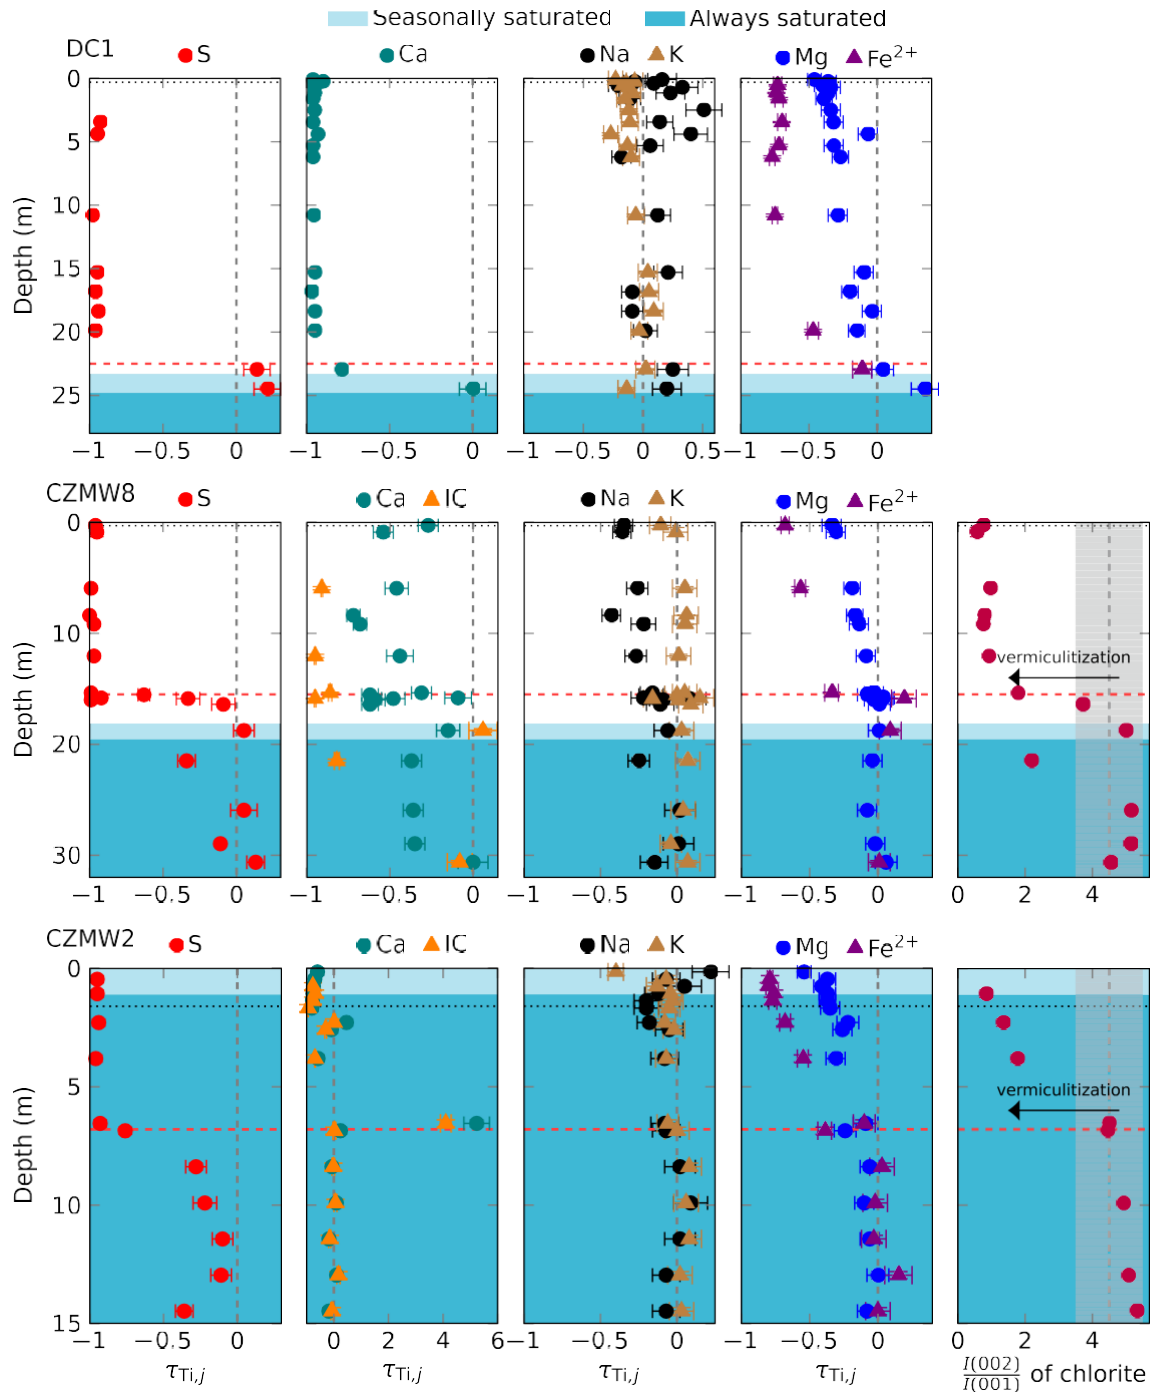 Seasonally saturated Always saturated
DC1 S Ca Na K Mg Fe2+
0
5
10
15
20
25
Depth (m)
−1 −0.5 0 −1 −0.5 0 −1 −0.5 0 0.5 −1 −0.5 0
CZMW8 S Ca IC Na K Mg Fe2+
0
10
20
30
Depth (m)
vermiculitization
−1 −0.5 0 −1 −0.5 0 −1 −0.5 0 −1 −0.5 0 0 4
CZMW2 S Ca IC Na K Mg Fe2+
0
5
10
15
Depth (m)
vermiculitization
−1 −0.5 0 −1 0 2 4 6 −1 −0.5 0 −1 −0.5 0 0 4
τTi,j τTi,j τTi,j τTi,j I(002)/I(001) of chlorite